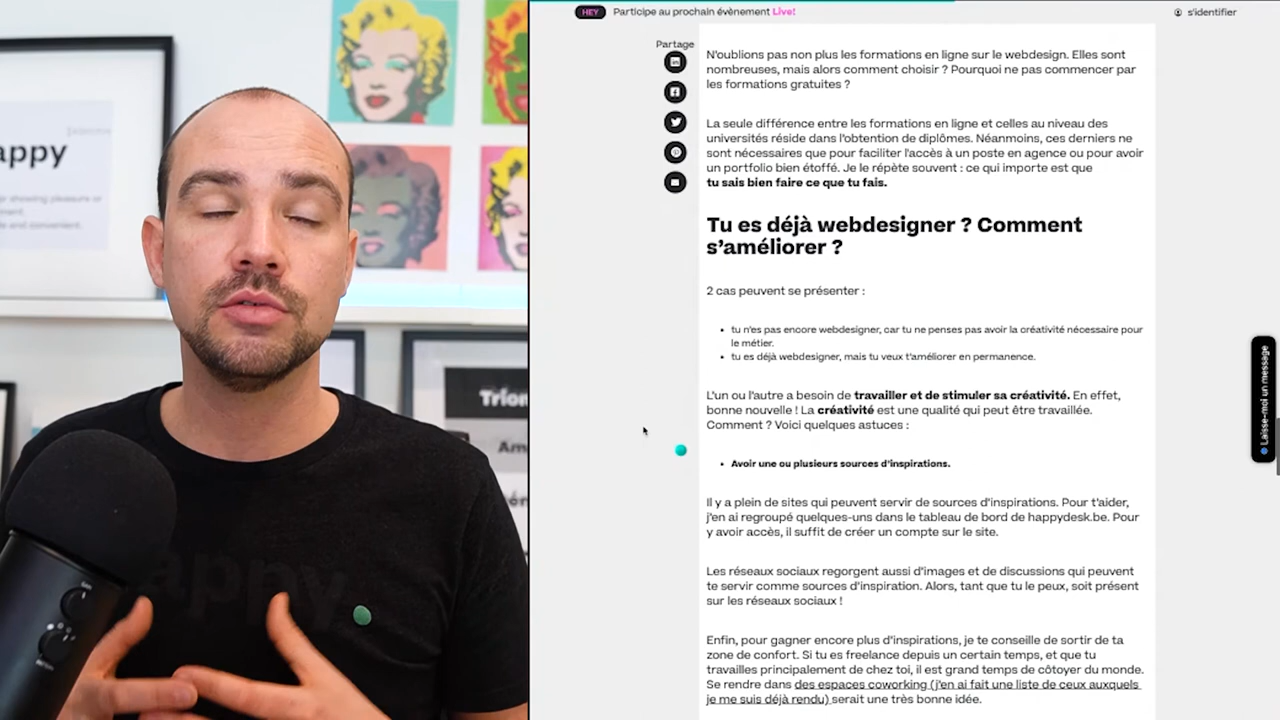 HEY Participe au prochain évènement Live!
s'identifier
Partage
N'oublions pas non plus les formations en ligne sur le webdesign. Elles sont
nombreuses, mais alors comment choisir ? Pourquoi ne pas commencer par
les formations gratuites ?
La seule différence entre les formations en ligne et celles au niveau des
universités réside dans l'obtention de diplômes. Néanmoins, ces derniers ne
sont nécessaires que pour faciliter l'accès à un poste en agence ou pour avoir
un portfolio bien étoffé. Je le répète souvent : ce qui importe est que
tu sais bien faire ce que tu fais.
Tu es déjà webdesigner ? Comment
s'améliorer ?
2 cas peuvent se présenter :
• tu n'es pas encore webdesigner, car tu ne penses pas avoir la créativité nécessaire pour
le métier.
• tu es déjà webdesigner, mais tu veux t'améliorer en permanence.
L'un ou l'autre a besoin de travailler et de stimuler sa créativité. En effet,
bonne nouvelle ! La créativité est une qualité qui peut être travaillée.
Comment ? Voici quelques astuces :
• Avoir une ou plusieurs sources d'inspirations.
Il y a plein de sites qui peuvent servir de sources d'inspirations. Pour t'aider,
j'en ai regroupé quelques-uns dans le tableau de bord de happydesk.be. Pour
y avoir accès, il suffit de créer un compte sur le site.
Les réseaux sociaux regorgent aussi d'images et de discussions qui peuvent
te servir comme sources d'inspiration. Alors, tant que tu le peux, soit présent
sur les réseaux sociaux !
Enfin, pour gagner encore plus d'inspirations, je te conseille de sortir de ta
zone de confort. Si tu es freelance depuis un certain temps, et que tu
travailles principalement de chez toi, il est grand temps de côtoyer du monde.
Se rendre dans des espaces coworking (j'en ai fait une liste de ceux auxquels
je me suis déjà rendu) serait une très bonne idée.
Laisse-moi un message
appy